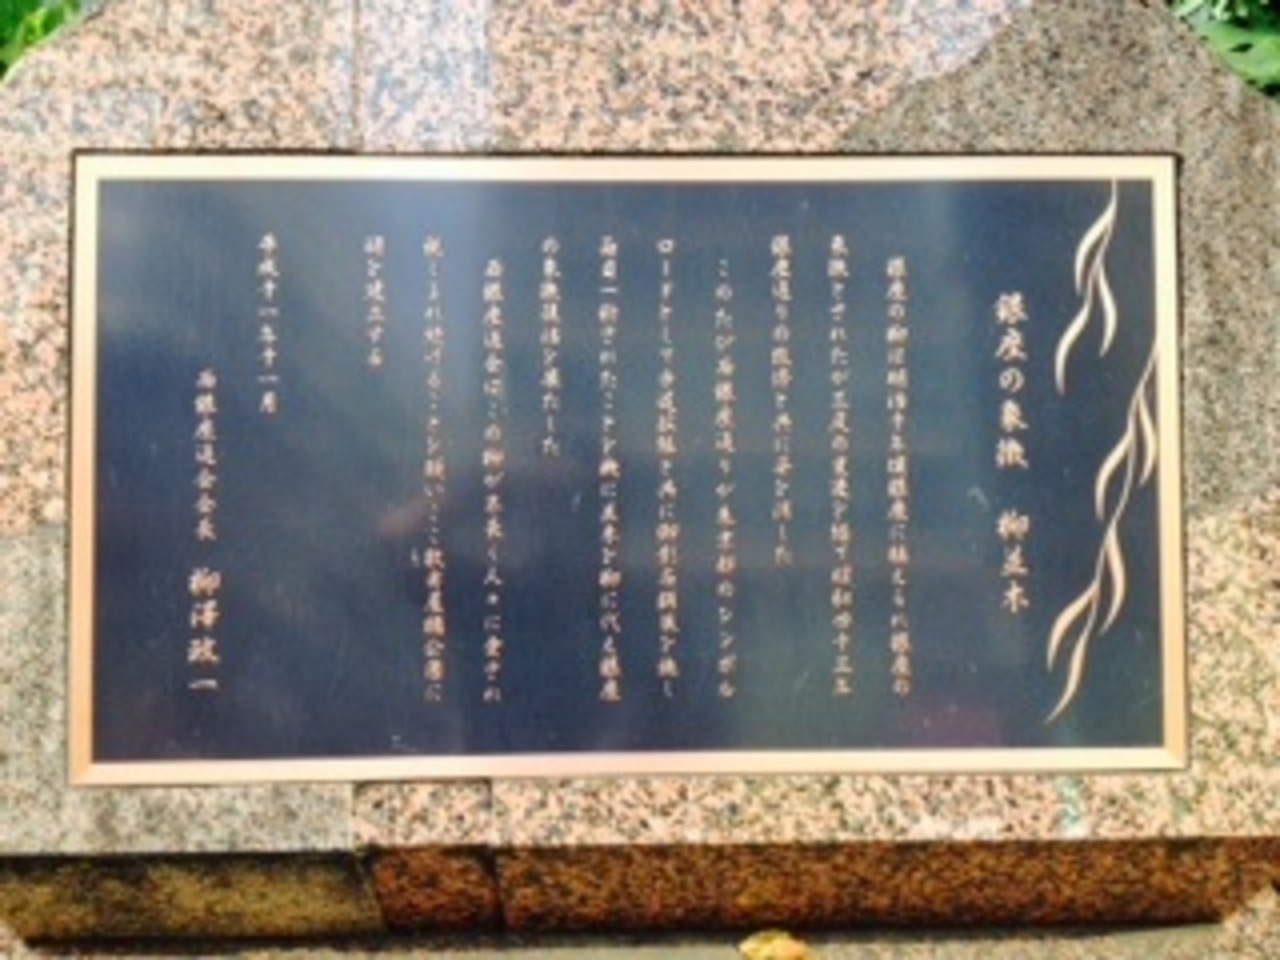 銀座の象徴 柳並木
銀座の柳は明治十年頃銀座に植えられ銀座の
象徴とされたが三度の変遷を経て昭和四十三年
銀座通りの改修と共に姿を消した
このたび西銀座通りが東京都のシンボル
ロードとして歩道拡幅と共に御影石舗装を施し
面目一新されたことを機に並木を柳に代え銀座
の象徴復活を果たした
西銀座通会はこの柳が末長く人々に愛され
親しまれ続けることを願いここ数寄屋橋公園に
碑を建立する
平成十一年十一月
西銀座通会会長 柳澤政一